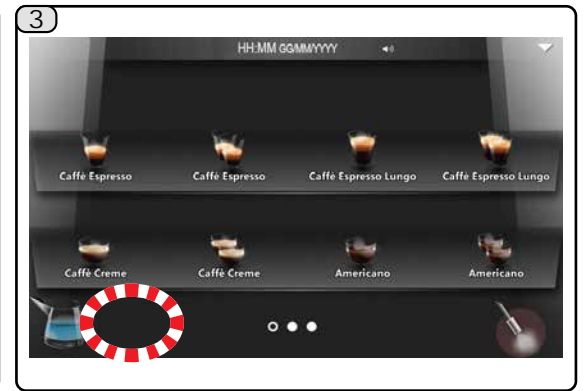 3
HH:MM GG/MM/YYYY
Caffè Espresso Caffè Espresso Caffè Espresso Lungo Caffè Espresso Lungo
Caffè Creme Caffè Creme Americano Americano